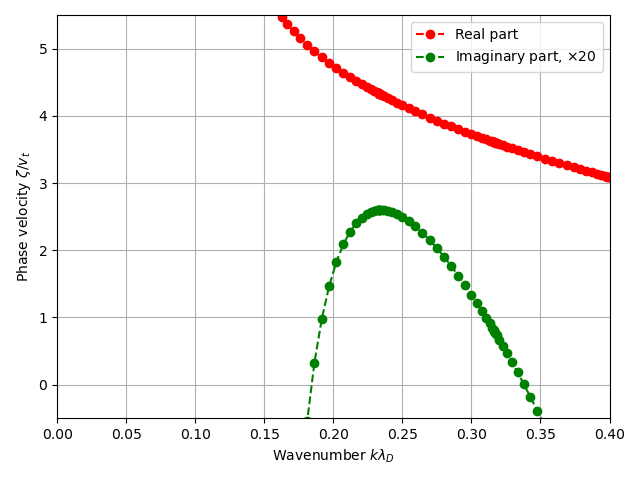 Real part
Imaginary part, ×20
Phase velocity ζ/v_t
5
4
3
2
1
0
0.00 0.05 0.10 0.15 0.20 0.25 0.30 0.35 0.40
Wavenumber kλ_D